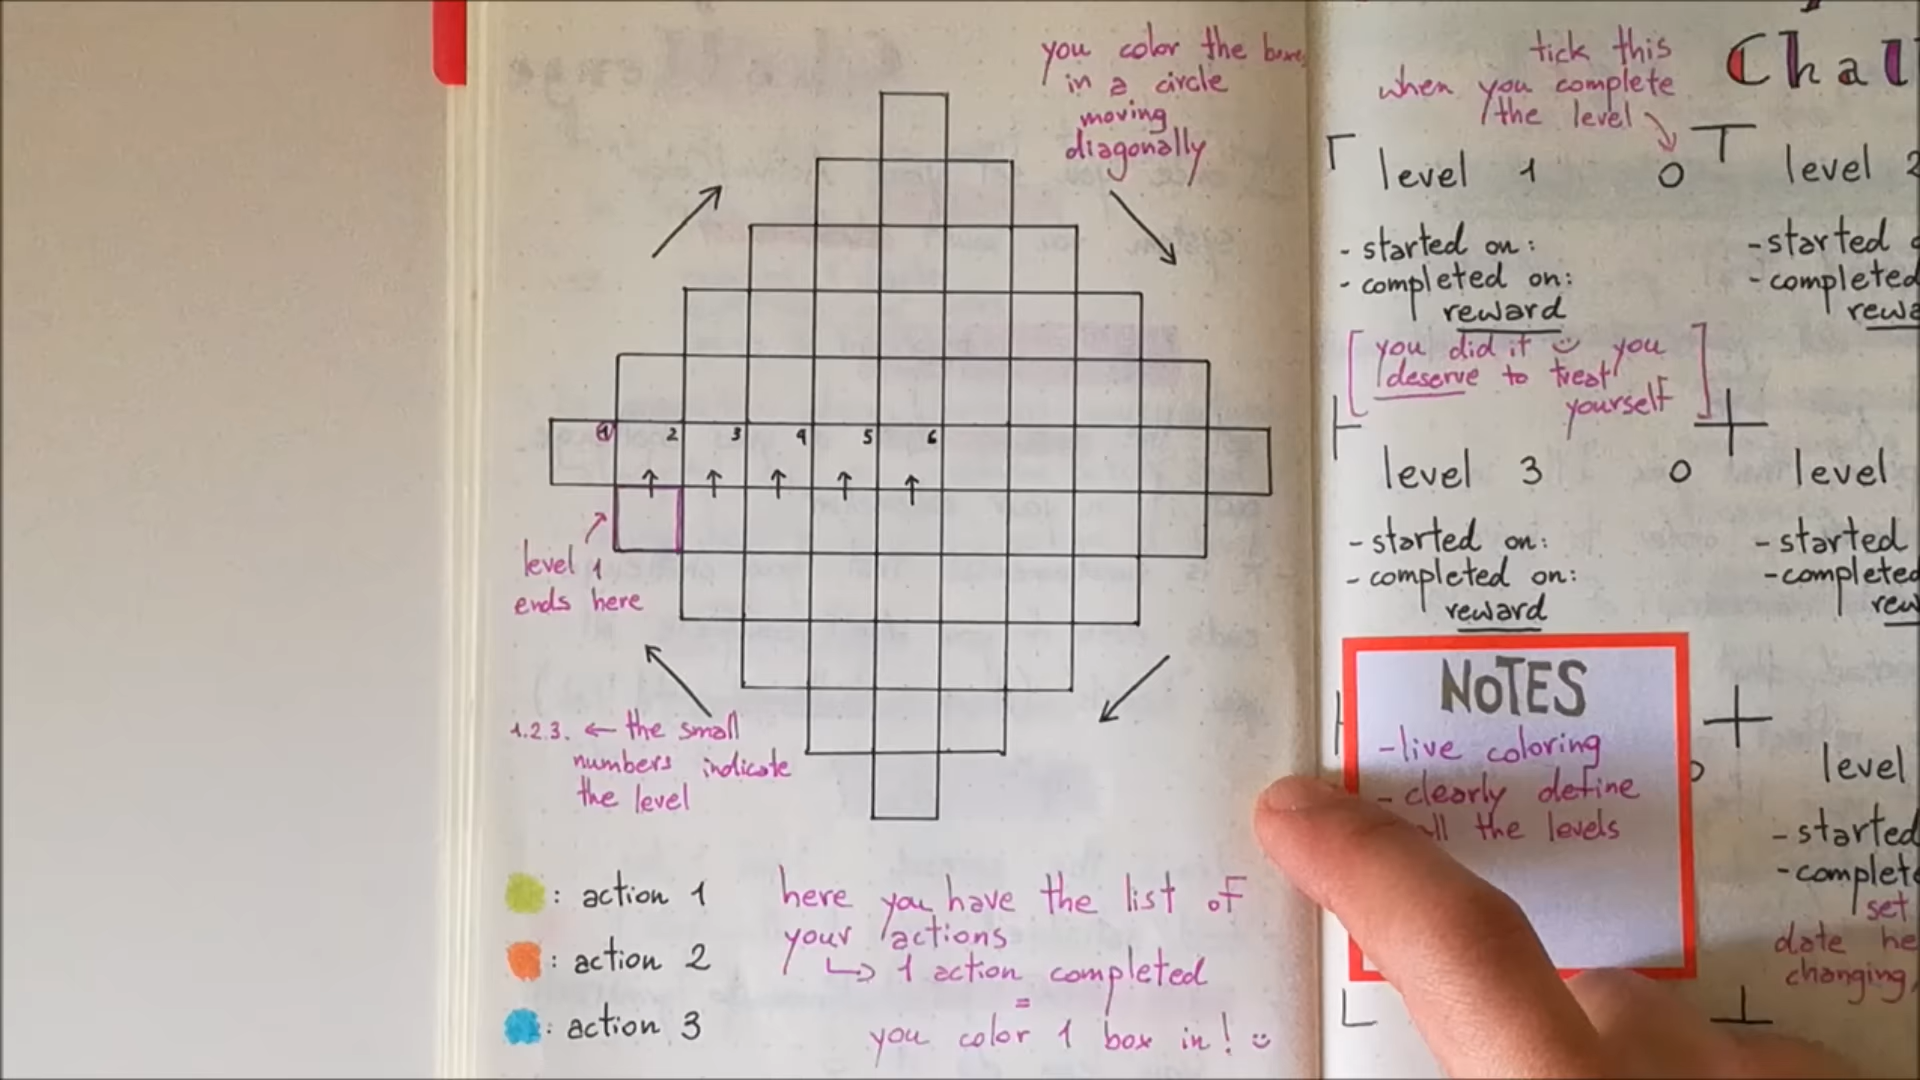 you color the boxes
in a circle
moving
diagonally
1 2 3 4 5 6
level 1
ends here
1.2.3. ← the small
numbers indicate
the level
: action 1
: action 2
: action 3
here you have the list of
your actions
↳ 1 action completed
=
you color 1 box in! ☺
tick this
when you complete
the level
Chal
level 1
- started on:
- completed on:
reward
[you did it ☺ you
deserve to treat
yourself]
level 2
- started
- completed
level 3
- started on:
- completed on:
reward
level
- started
- completed
NOTES
- live coloring
- clearly define
the levels
level
- started
set
date
changing,